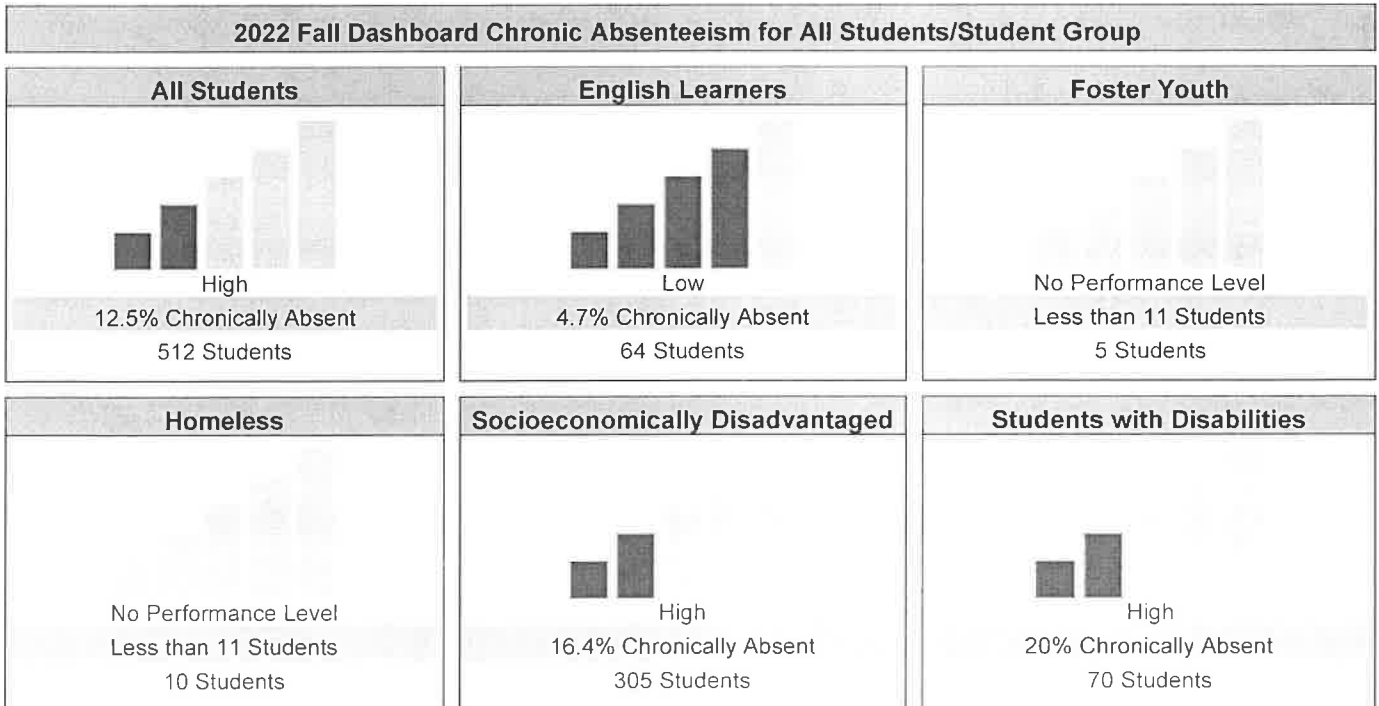 2022 Fall Dashboard Chronic Absenteeism for All Students/Student Group
All Students
High
12.5% Chronically Absent
512 Students
English Learners
Low
4.7% Chronically Absent
64 Students
Foster Youth
No Performance Level
Less than 11 Students
5 Students
Homeless
No Performance Level
Less than 11 Students
10 Students
Socioeconomically Disadvantaged
High
16.4% Chronically Absent
305 Students
Students with Disabilities
High
20% Chronically Absent
70 Students